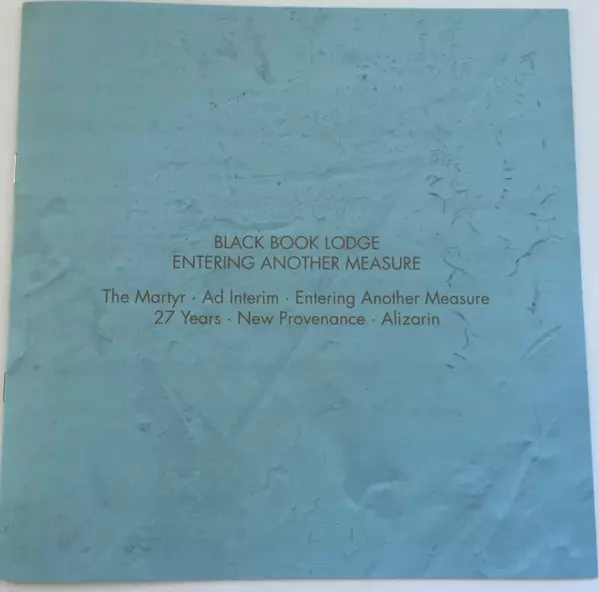 BLACK BOOK LODGE
ENTERING ANOTHER MEASURE
The Martyr · Ad Interim · Entering Another Measure
27 Years · New Provenance · Alizarin